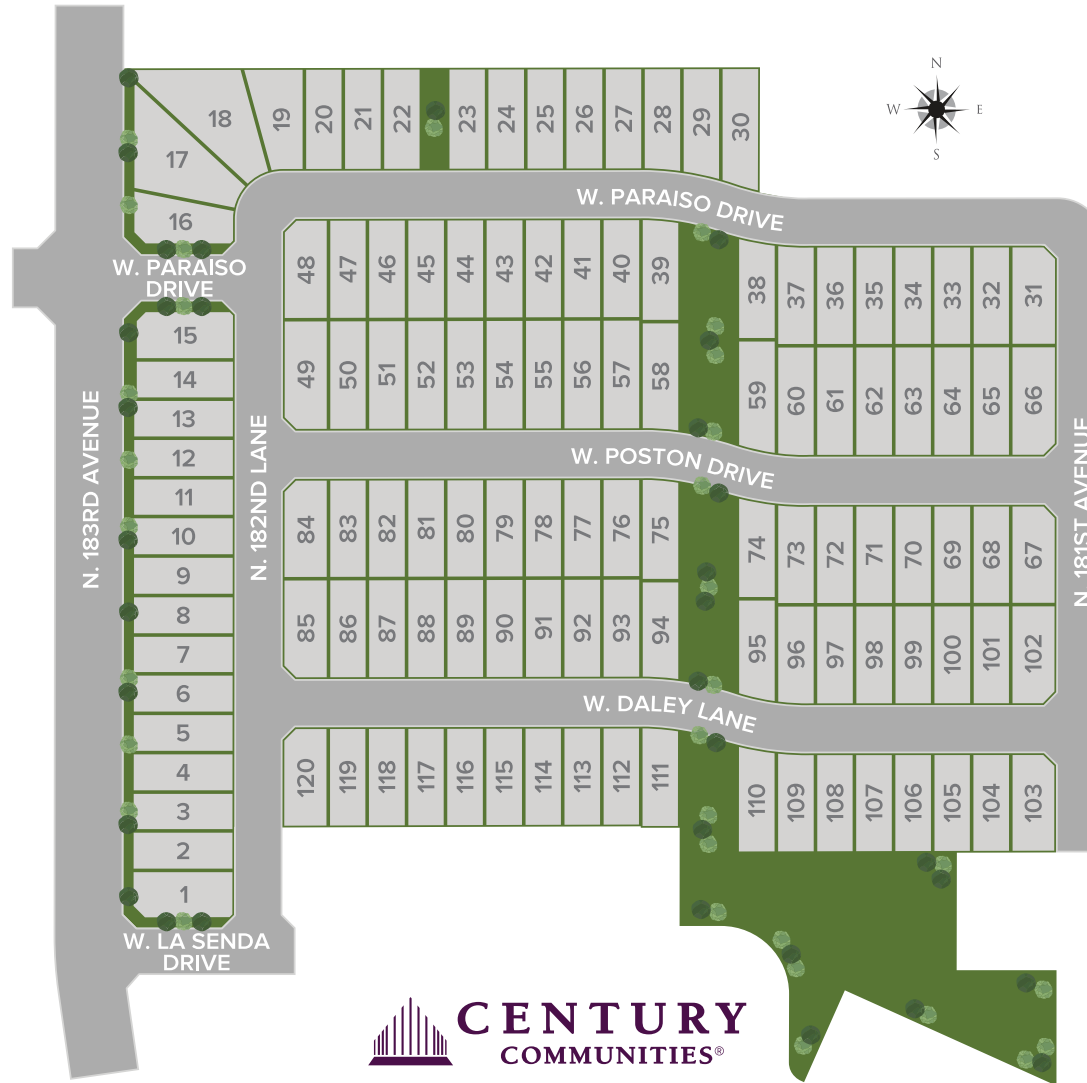 N
W E
S
18 19 20 21 22 23 24 25 26 27 28 29 30
17
16
W. PARAISO DRIVE
W. PARAISO
DRIVE
48 47 46 45 44 43 42 41 40 39
38 37 36 35 34 33 32 31
15
14
13
12
11
10
9
8
7
6
5
4
3
2
1
49 50 51 52 53 54 55 56 57 58
59 60 61 62 63 64 65 66
N. 183RD AVENUE
N. 182ND LANE
W. POSTON DRIVE
N. 181ST AVENUE
84 83 82 81 80 79 78 77 76 75
74 73 72 71 70 69 68 67
85 86 87 88 89 90 91 92 93 94
95 96 97 98 99 100 101 102
W. DALEY LANE
120 119 118 117 116 115 114 113 112 111
110 109 108 107 106 105 104 103
W. LA SENDA
DRIVE
CENTURY
COMMUNITIES®